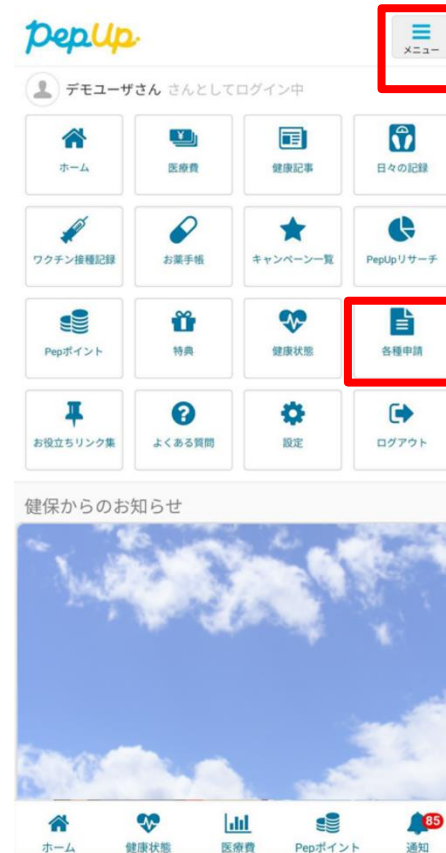 PepUp
メニュー
デモユーザさん さんとしてログイン中
ホーム 医療費 健康記事 日々の記録
ワクチン接種記録 お薬手帳 キャンペーン一覧 PepUpリサーチ
Pepポイント 特典 健康状態 各種申請
お役立ちリンク集 よくある質問 設定 ログアウト
健保からのお知らせ
85
ホーム 健康状態 医療費 Pepポイント 通知